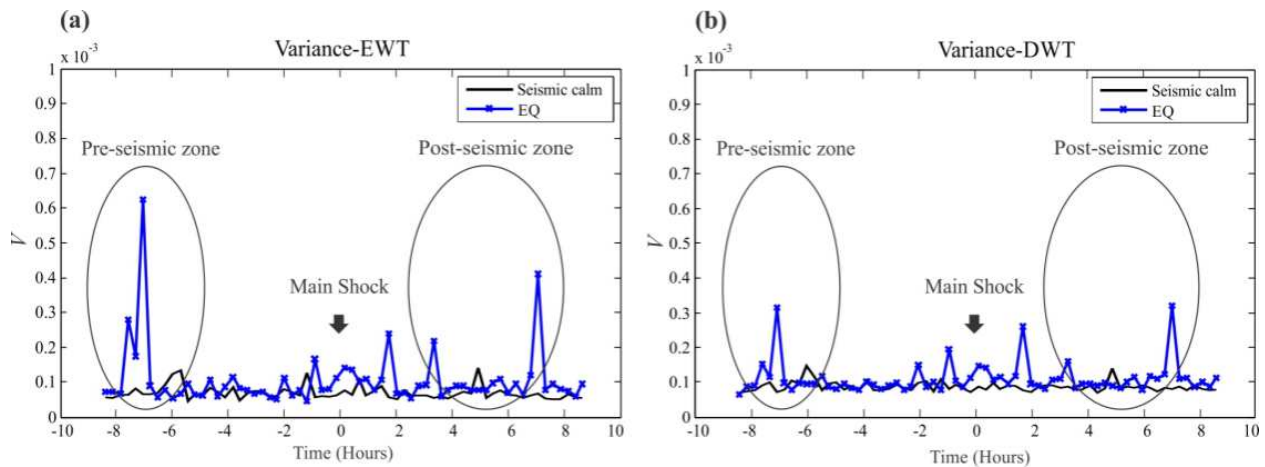 (a)
Variance-EWT
x 10⁻³
1
0.9
0.8
0.7
0.6
0.5
0.4
0.3
0.2
0.1
0
V
Seismic calm
EQ
Pre-seismic zone
Post-seismic zone
Main Shock
-10 -8 -6 -4 -2 0 2 4 6 8 10
Time (Hours)
(b)
Variance-DWT
x 10⁻³
1
0.9
0.8
0.7
0.6
0.5
0.4
0.3
0.2
0.1
0
V
Seismic calm
EQ
Pre-seismic zone
Post-seismic zone
Main Shock
-10 -8 -6 -4 -2 0 2 4 6 8 10
Time (Hours)